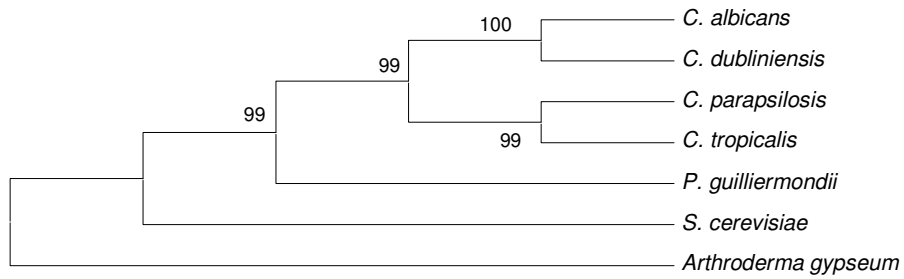 100
C. albicans
C. dubliniensis
99
C. parapsilosis
99
C. tropicalis
99
P. guilliermondii
S. cerevisiae
Arthroderma gypseum